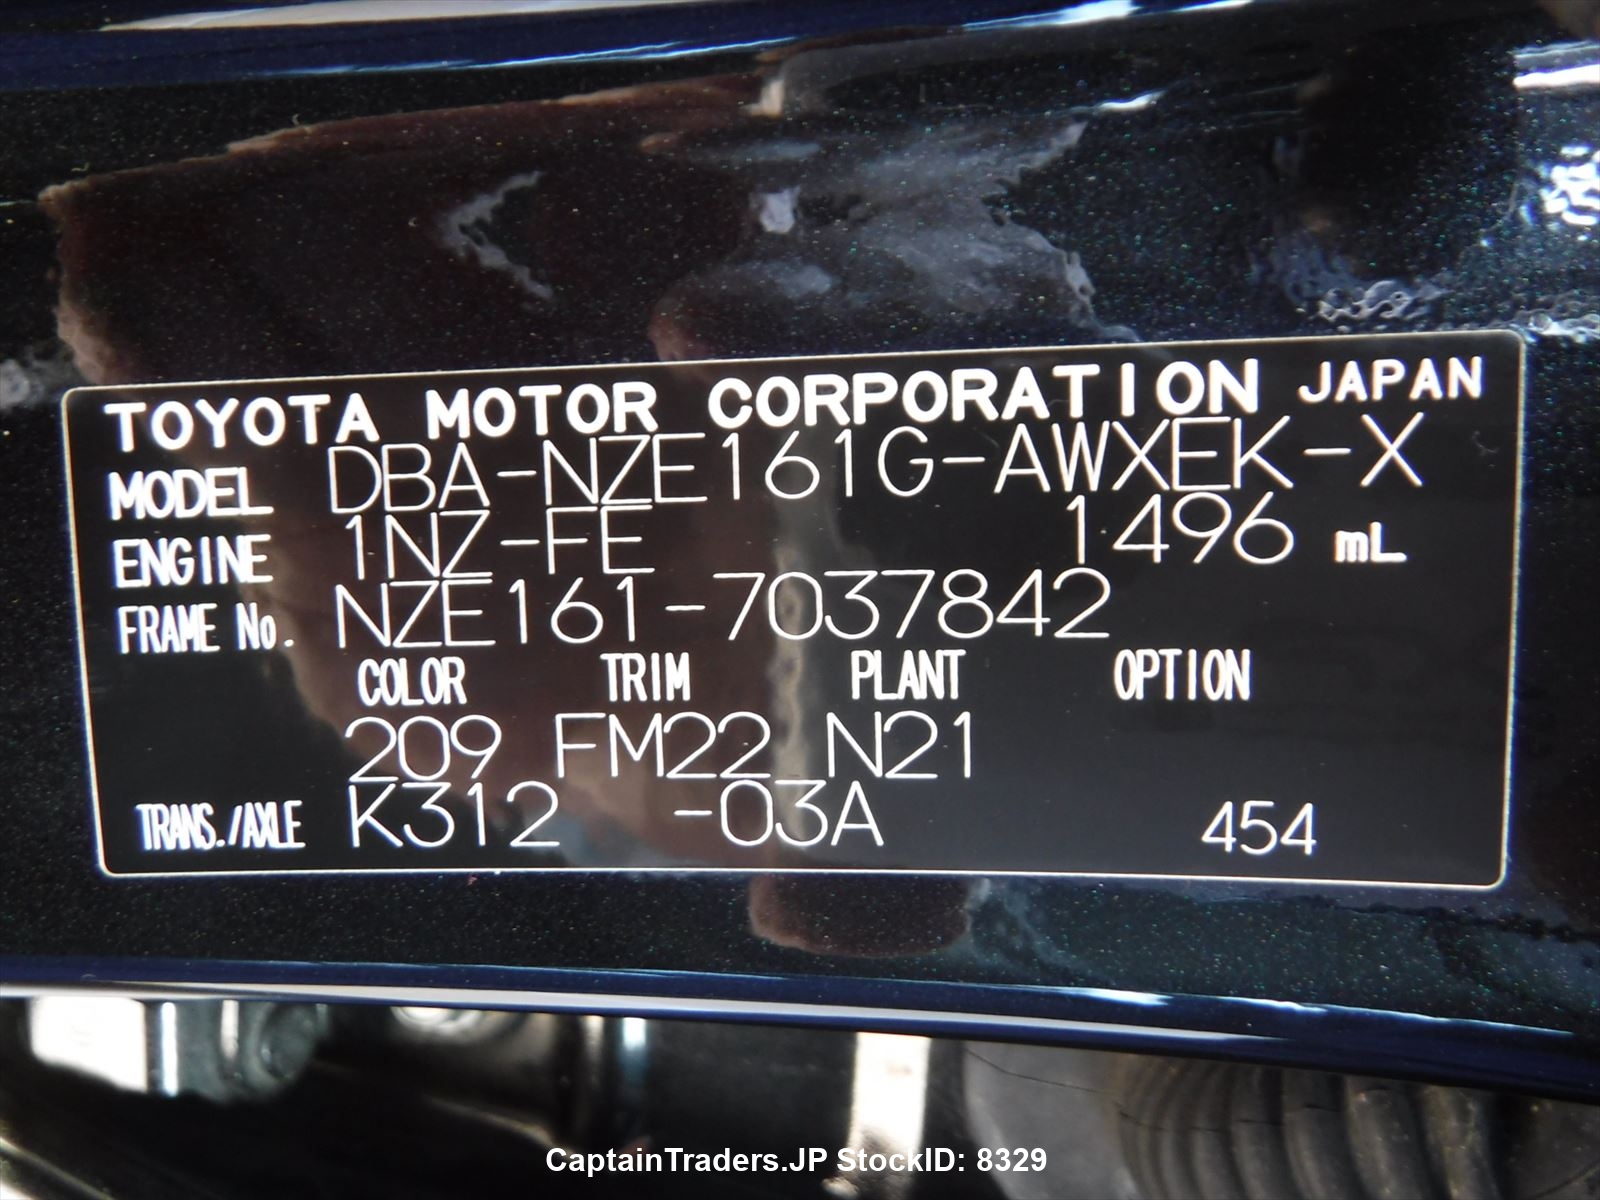 TOYOTA MOTOR CORPORATION JAPAN
MODEL DBA-NZE161G-AWXEK-X
ENGINE 1NZ-FE 1496 mL
FRAME No. NZE161-7037842
COLOR TRIM PLANT OPTION
209 FM22 N21
TRANS./AXLE K312 -03A 454
CaptainTraders.JP StockID: 8329